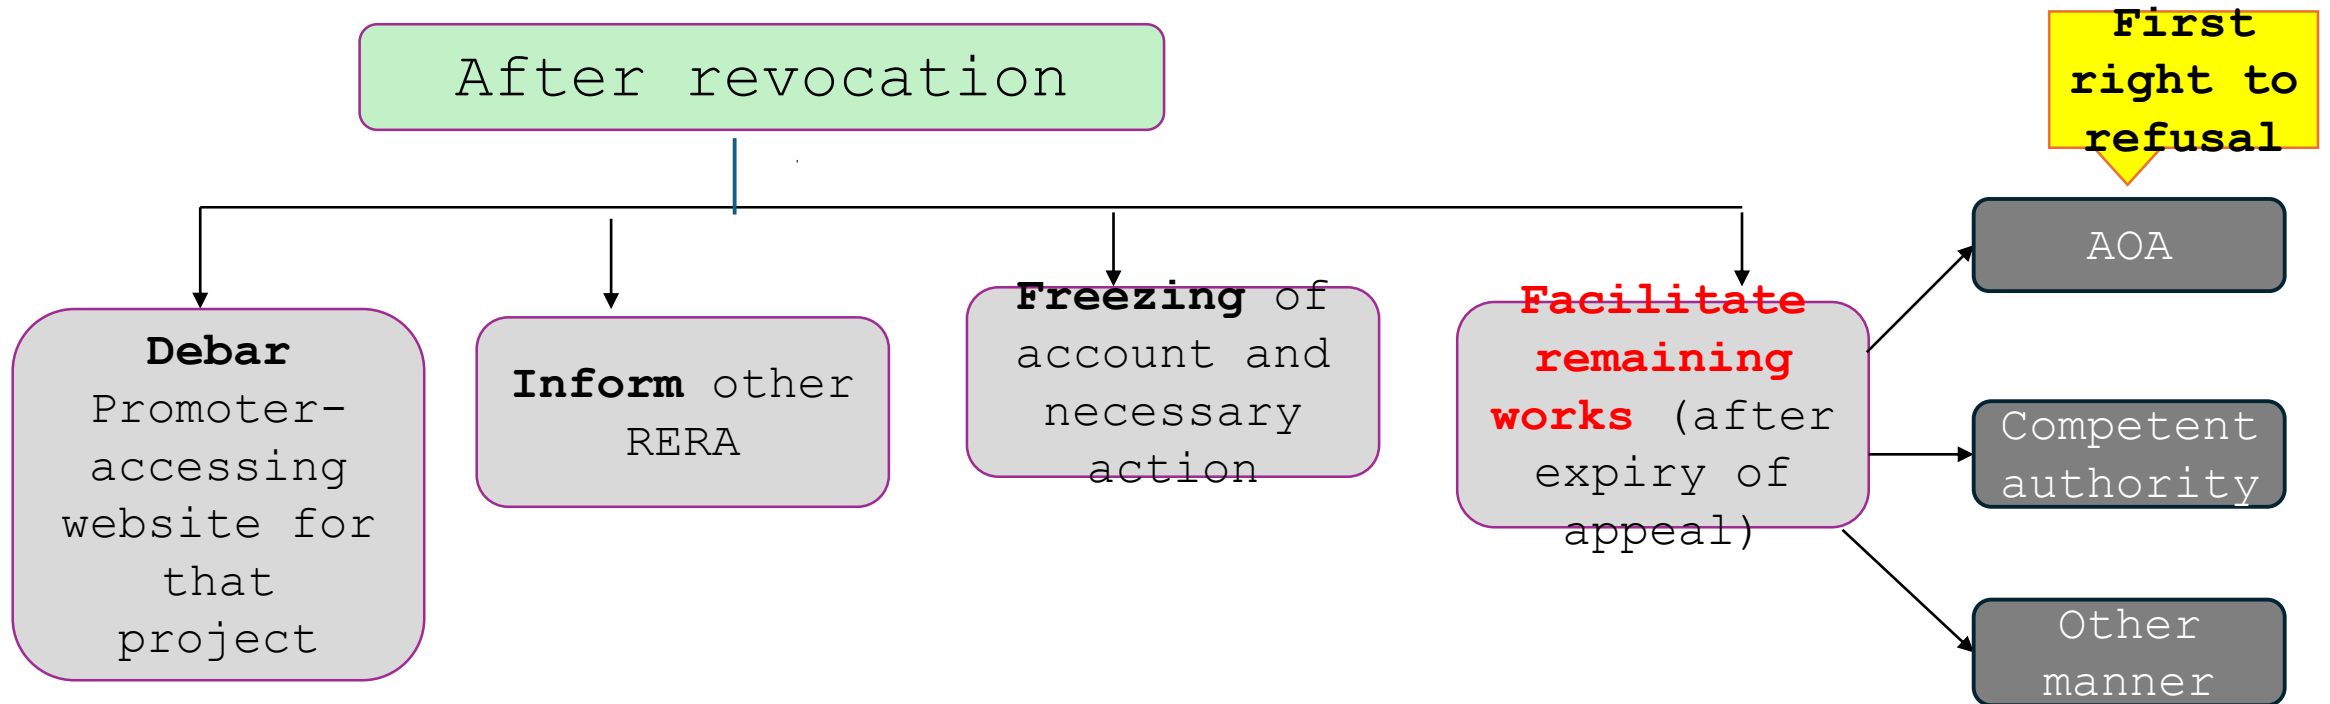 After revocation
First
right to
refusal
Debar
Promoter-
accessing
website for
that
project
Inform other
RERA
Freezing of
account and
necessary
action
Facilitate
remaining
works (after
expiry of
appeal)
AOA
Competent
authority
Other
manner